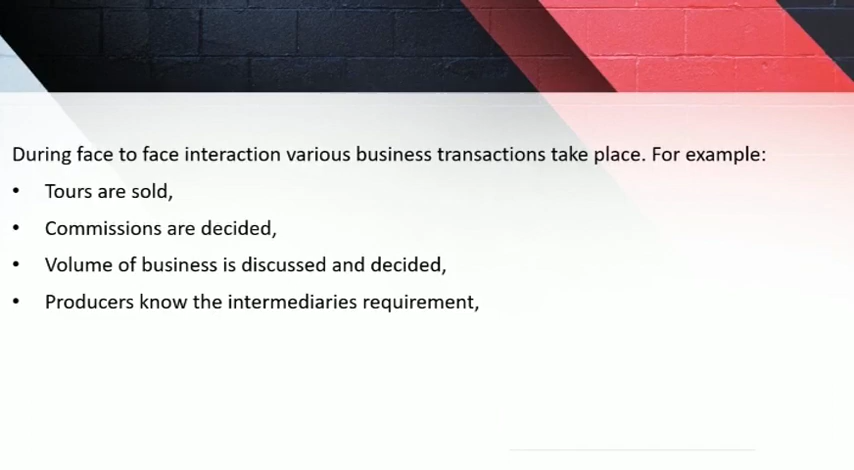 During face to face interaction various business transactions take place. For example:
• Tours are sold,
• Commissions are decided,
• Volume of business is discussed and decided,
• Producers know the intermediaries requirement,